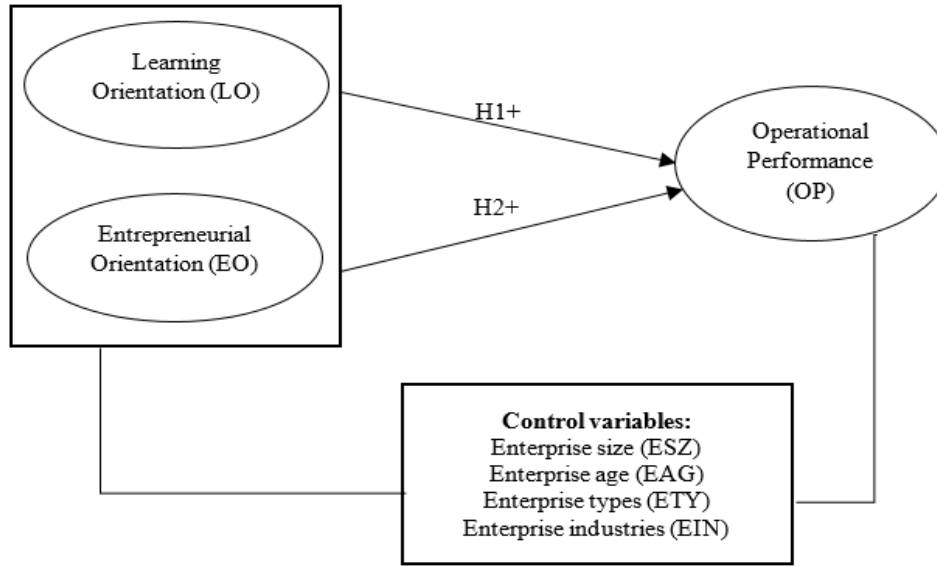 Learning
Orientation (LO)
H1+
Operational
Performance
(OP)
H2+
Entrepreneurial
Orientation (EO)
Control variables:
Enterprise size (ESZ)
Enterprise age (EAG)
Enterprise types (ETY)
Enterprise industries (EIN)